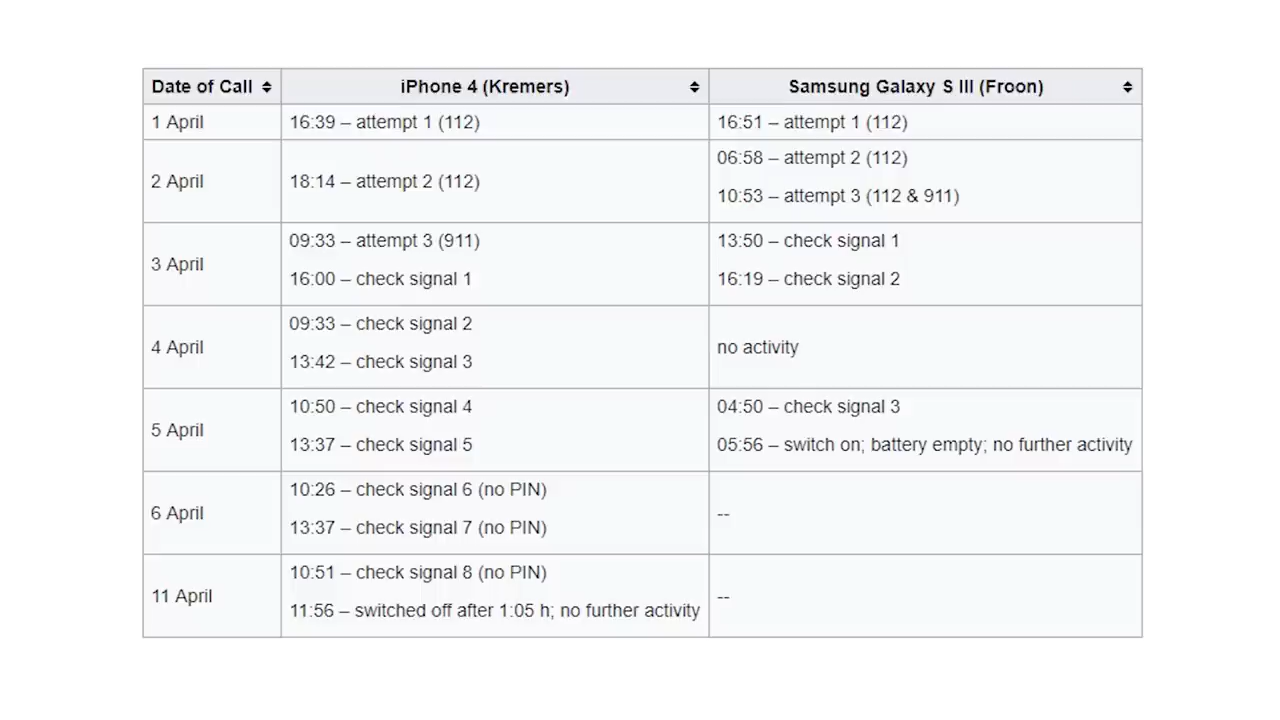 Date of Call iPhone 4 (Kremers) Samsung Galaxy S III (Froon)
1 April 16:39 – attempt 1 (112) 16:51 – attempt 1 (112)
2 April 18:14 – attempt 2 (112) 06:58 – attempt 2 (112)
10:53 – attempt 3 (112 & 911)
3 April 09:33 – attempt 3 (911) 13:50 – check signal 1
16:00 – check signal 1 16:19 – check signal 2
4 April 09:33 – check signal 2 no activity
13:42 – check signal 3
5 April 10:50 – check signal 4 04:50 – check signal 3
13:37 – check signal 5 05:56 – switch on; battery empty; no further activity
6 April 10:26 – check signal 6 (no PIN) --
13:37 – check signal 7 (no PIN)
11 April 10:51 – check signal 8 (no PIN) --
11:56 – switched off after 1:05 h; no further activity